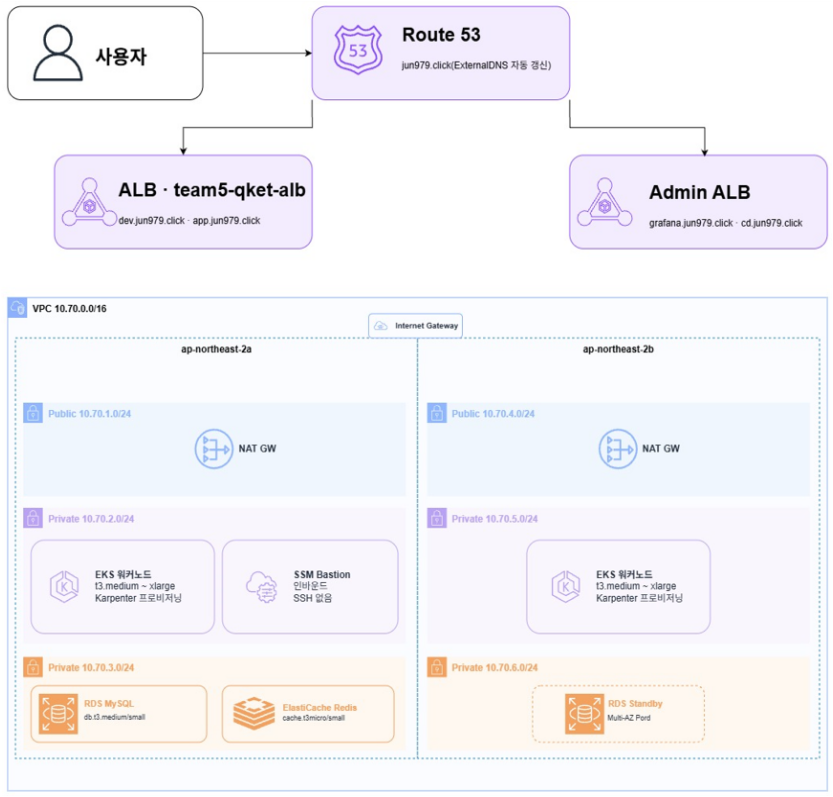 사용자
53
Route 53
jun979.click(ExternalDNS 자동 갱신)
ALB · team5-qket-alb
dev.jun979.click · app.jun979.click
Admin ALB
grafana.jun979.click · cd.jun979.click
VPC 10.70.0.0/16
Internet Gateway
ap-northeast-2a
ap-northeast-2b
Public 10.70.1.0/24
NAT GW
Public 10.70.4.0/24
NAT GW
Private 10.70.2.0/24
EKS 워커노드
t3.medium ~ xlarge
Karpenter 프로비저닝
SSM Bastion
인바운드
SSH 없음
Private 10.70.5.0/24
EKS 워커노드
t3.medium ~ xlarge
Karpenter 프로비저닝
Private 10.70.3.0/24
RDS MySQL
db.t3.medium/small
ElastiCache Redis
cache.t3micro/small
Private 10.70.6.0/24
RDS Standby
Multi-AZ Pord